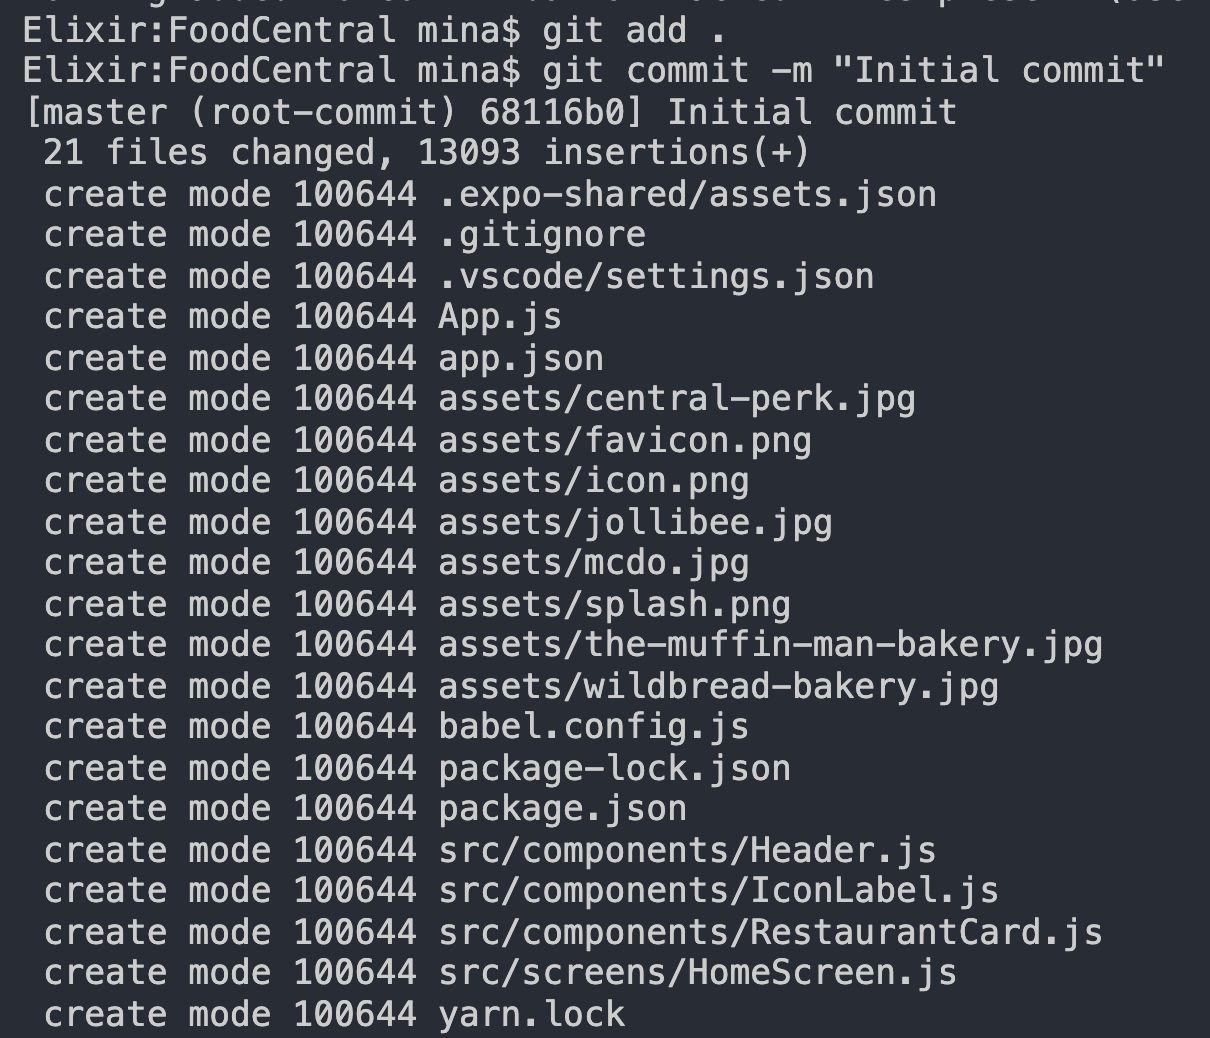 Elixir:FoodCentral mina$ git add .
Elixir:FoodCentral mina$ git commit -m "Initial commit"
[master (root-commit) 68116b0] Initial commit
 21 files changed, 13093 insertions(+)
 create mode 100644 .expo-shared/assets.json
 create mode 100644 .gitignore
 create mode 100644 .vscode/settings.json
 create mode 100644 App.js
 create mode 100644 app.json
 create mode 100644 assets/central-perk.jpg
 create mode 100644 assets/favicon.png
 create mode 100644 assets/icon.png
 create mode 100644 assets/jollibee.jpg
 create mode 100644 assets/mcdo.jpg
 create mode 100644 assets/splash.png
 create mode 100644 assets/the-muffin-man-bakery.jpg
 create mode 100644 assets/wildbread-bakery.jpg
 create mode 100644 babel.config.js
 create mode 100644 package-lock.json
 create mode 100644 package.json
 create mode 100644 src/components/Header.js
 create mode 100644 src/components/IconLabel.js
 create mode 100644 src/components/RestaurantCard.js
 create mode 100644 src/screens/HomeScreen.js
 create mode 100644 yarn.lock